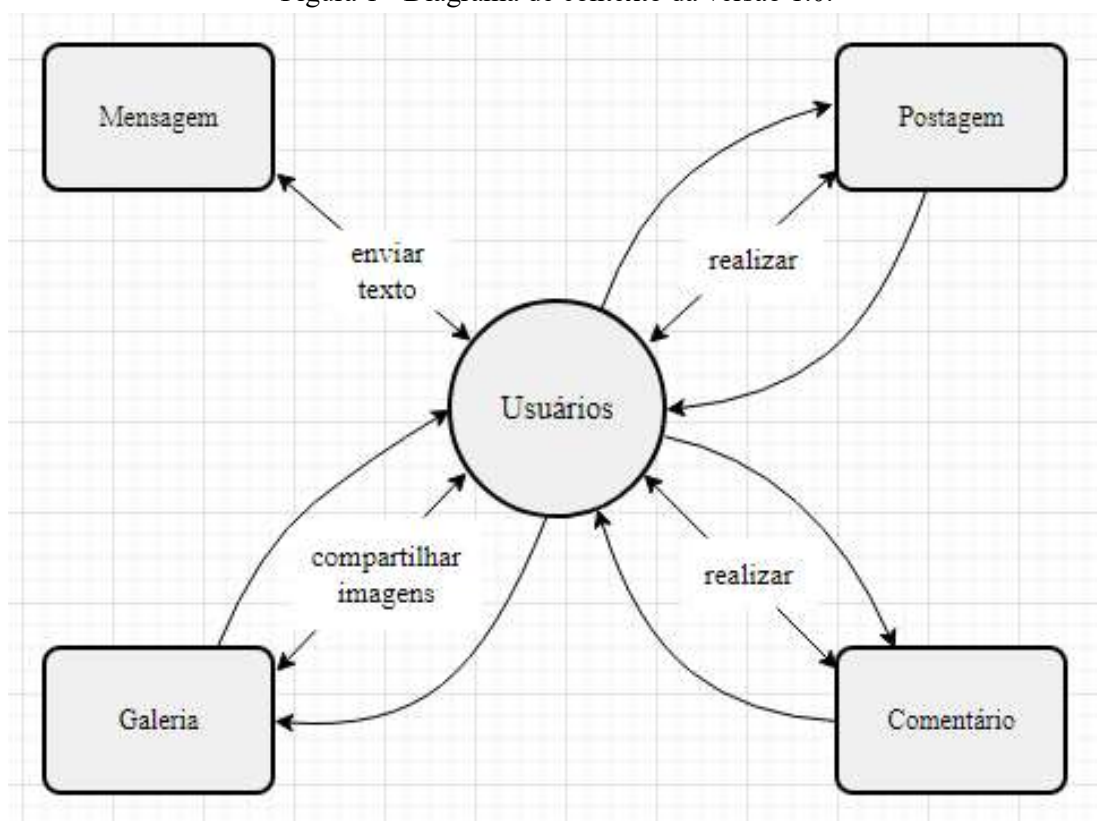 Figura 1 - Diagrama de contexto da versão 1.0.
Mensagem
Postagem
enviar
texto
realizar
Usuários
compartilhar
imagens
realizar
Galeria
Comentário